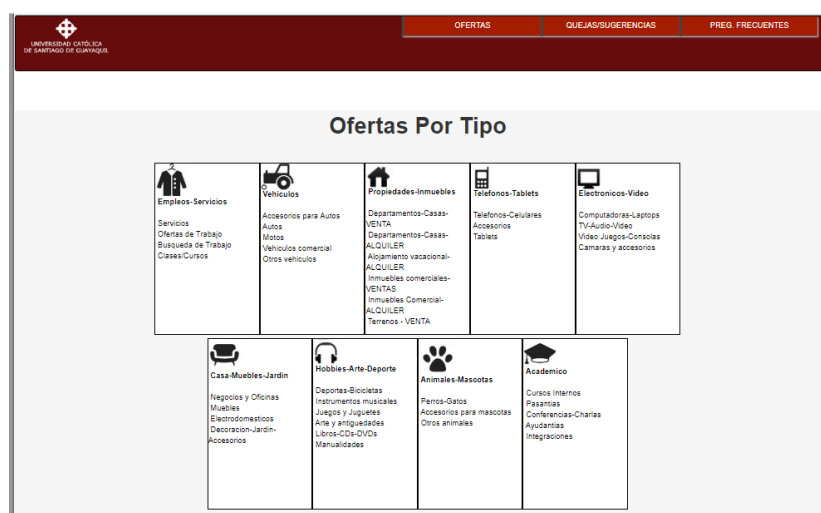 UNIVERSIDAD CATÓLICA
DE SANTIAGO DE GUAYAQUIL
OFERTAS
QUEJAS/SUGERENCIAS
PREG. FRECUENTES
Ofertas Por Tipo
Empleos-Servicios
Servicios
Ofertas de Trabajo
Busqueda de Trabajo
Clases/Cursos
Vehiculos
Accesorios para Autos
Autos
Motos
Vehiculos comercial
Otros vehiculos
Propiedades-Inmuebles
Departamentos-Casas-
VENTA
Departamentos-Casas-
ALQUILER
Alojamiento vacacional-
ALQUILER
Inmuebles comerciales-
VENTAS
Inmuebles Comercial-
ALQUILER
Terrenos - VENTA
Telefonos-Tablets
Telefonos-Celulares
Accesorios
Tablets
Electronicos-Video
Computadoras-Laptops
TV-Audio-Video
Video Juegos-Consolas
Camaras y accesorios
Casa-Muebles-Jardin
Negocios y Oficinas
Muebles
Electrodomesticos
Decoracion-Jardin-
Accesorios
Hobbies-Arte-Deporte
Deportes-Bicicletas
Instrumentos musicales
Juegos y Juguetes
Arte y antiguedades
Libros-CDs-DVDs
Manualidades
Animales-Mascotas
Perros-Gatos
Accesorios para mascotas
Otros animales
Academico
Cursos Internos
Pasantias
Conferencias-Charlas
Ayudantias
Integraciones